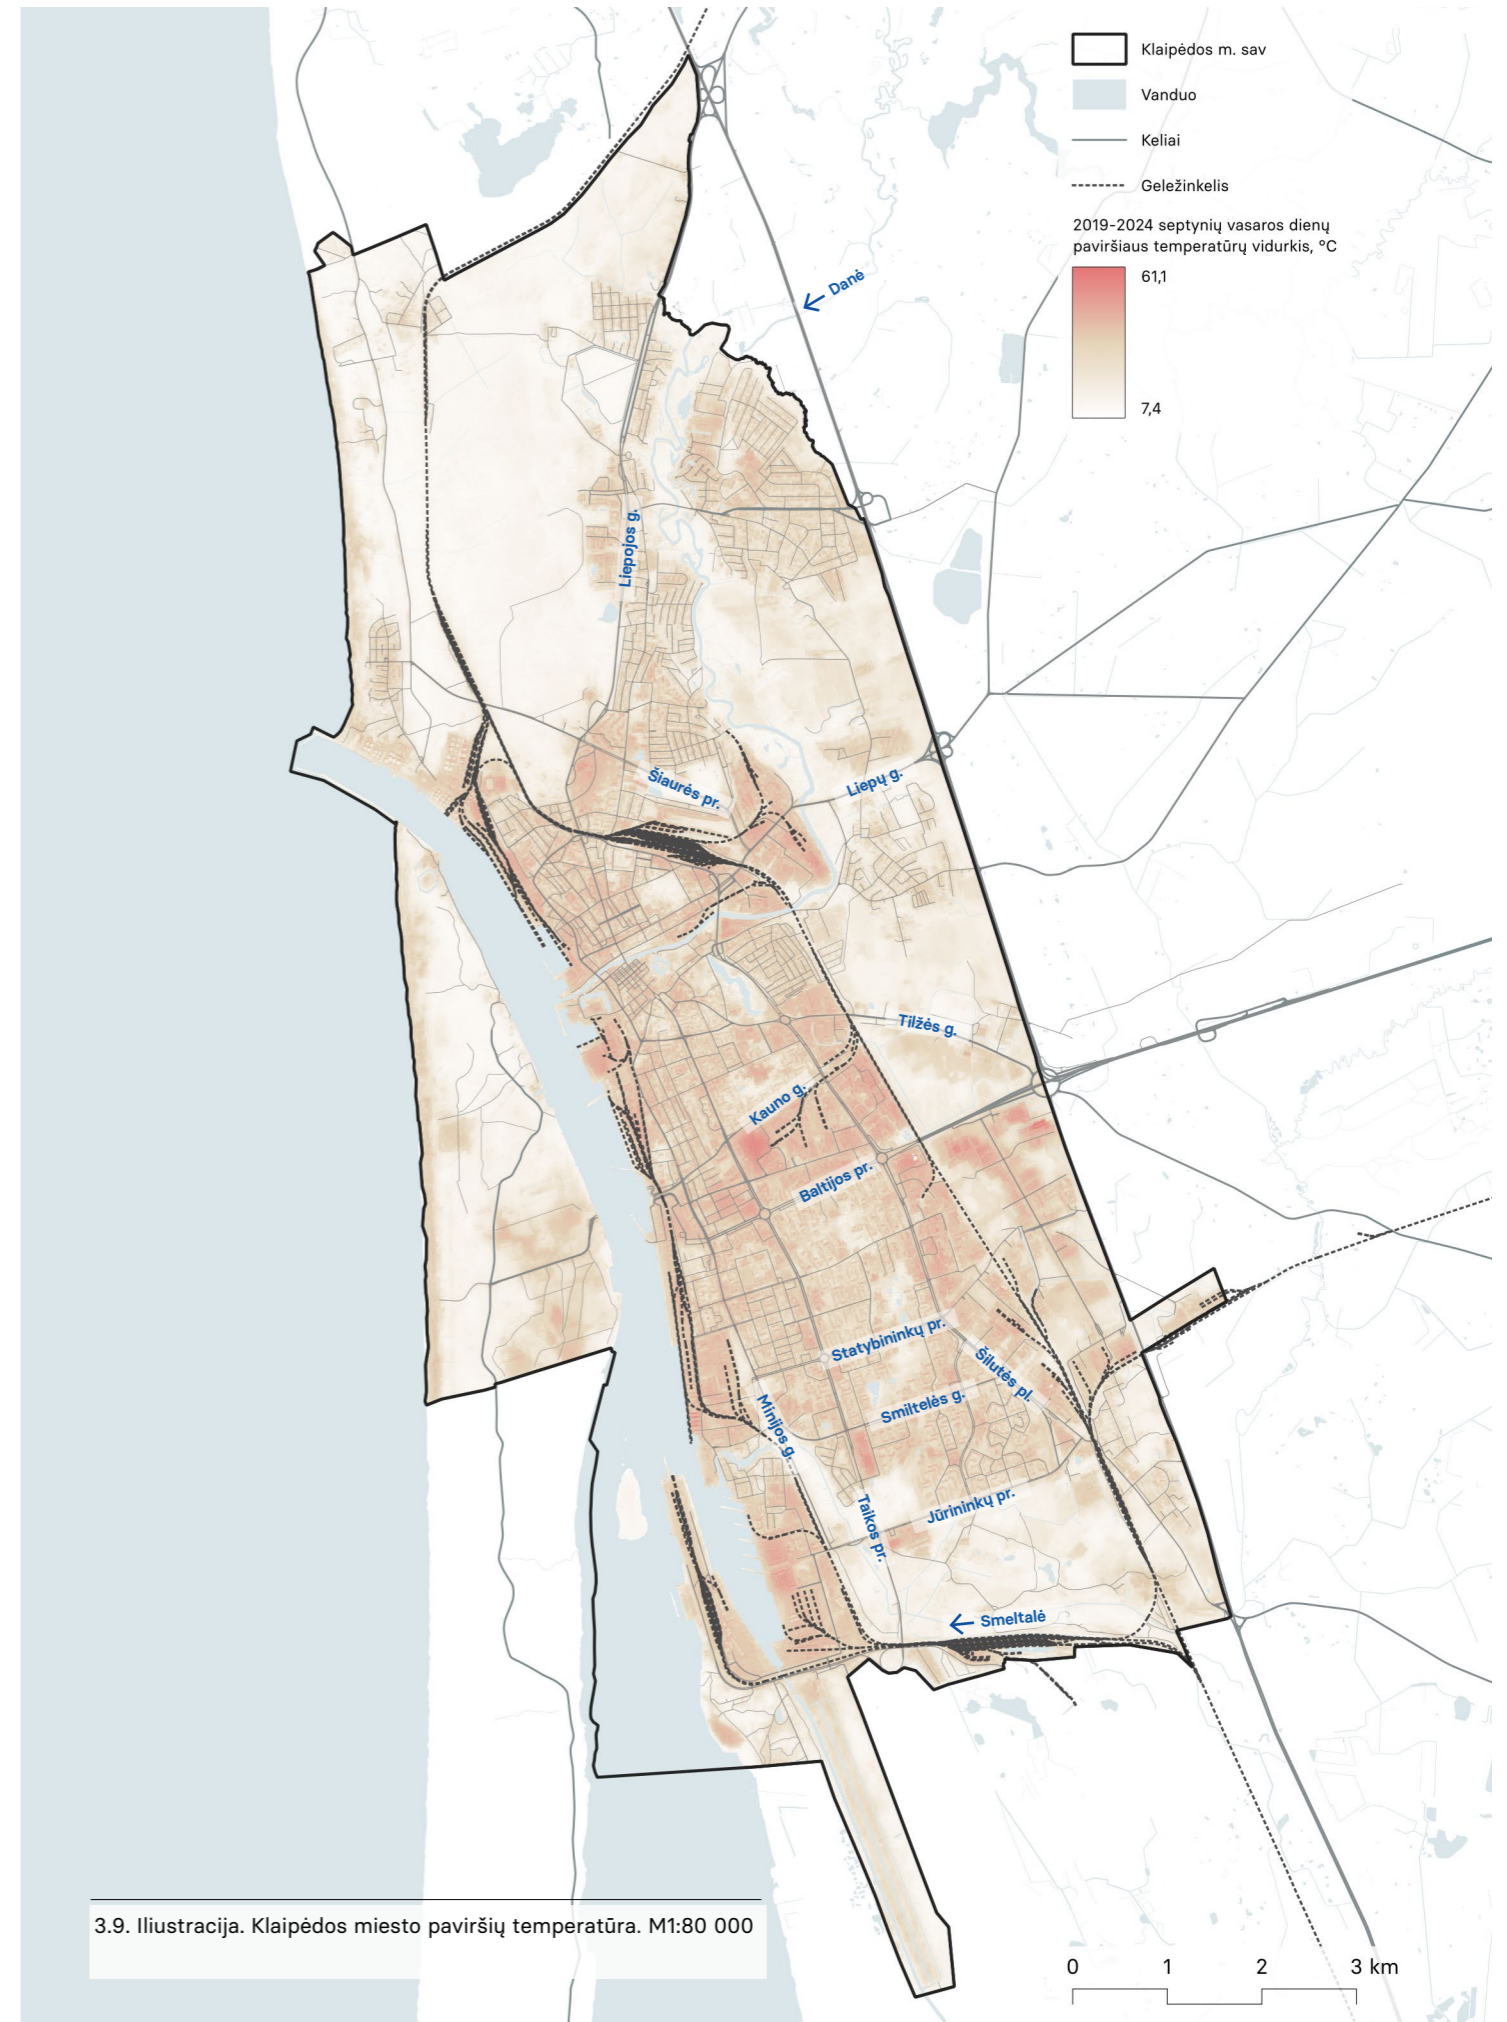 Klaipėdos m. sav
Vanduo
Keliai
Geležinkelis
2019-2024 septynių vasaros dienų
paviršiaus temperatūrų vidurkis, °C
61,1
7,4
Danė
Liepojos g.
Šiaurės pr.
Liepų g.
Tilžės g.
Kauno g.
Baltijos pr.
Statybininkų pr.
Šilutės pl.
Smiltelės g.
Minijos g.
Taikos pr.
Jūrininkų pr.
Smeltalė
3.9. Iliustracija. Klaipėdos miesto paviršių temperatūra. M1:80 000
0 1 2 3 km